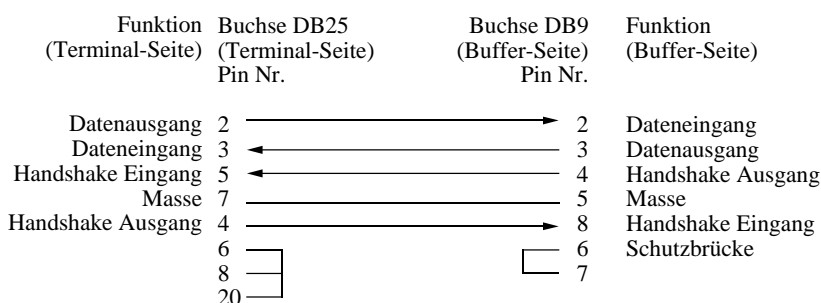 Funktion Buchse DB25 Buchse DB9 Funktion
(Terminal-Seite) (Terminal-Seite) (Buffer-Seite) (Buffer-Seite)
Pin Nr. Pin Nr.
Datenausgang 2 2 Dateneingang
Dateneingang 3 3 Datenausgang
Handshake Eingang 5 4 Handshake Ausgang
Masse 7 5 Masse
Handshake Ausgang 4 8 Handshake Eingang
6 6 Schutzbrücke
8 7
20